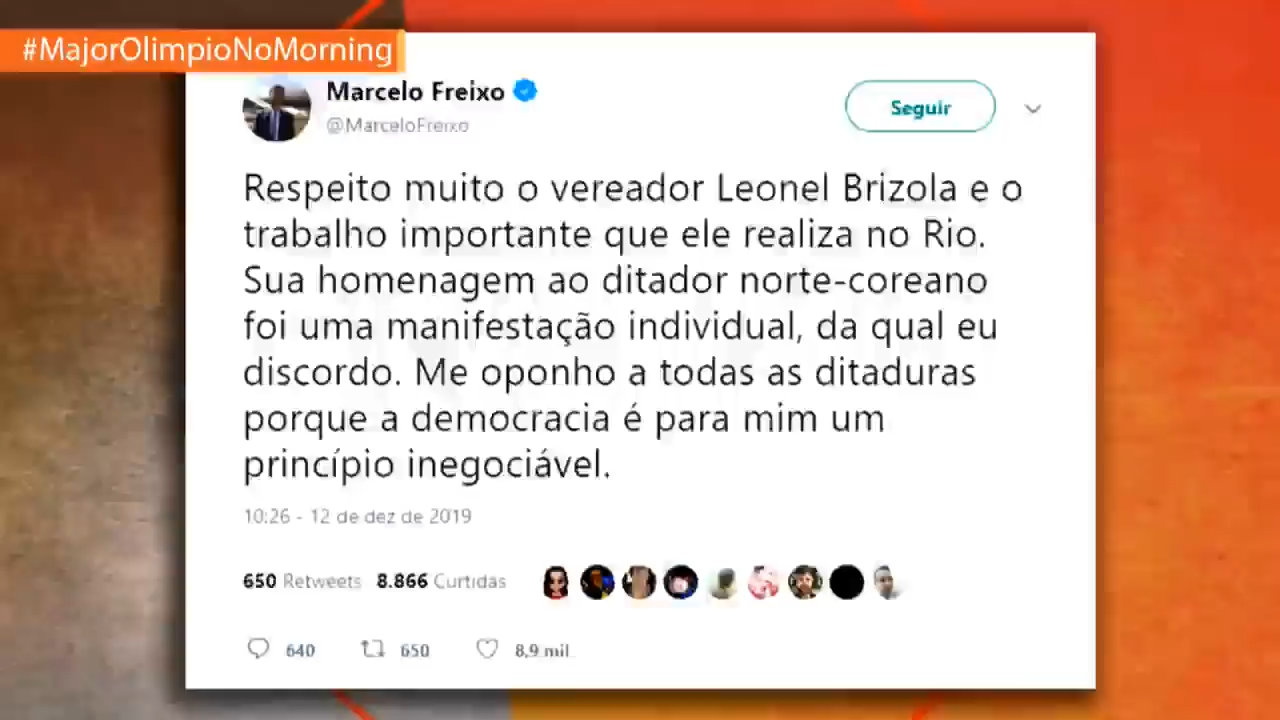 #MajorOlimpioNoMorning
Marcelo Freixo
@MarceloFreixo
Seguir
Respeito muito o vereador Leonel Brizola e o
trabalho importante que ele realiza no Rio.
Sua homenagem ao ditador norte-coreano
foi uma manifestação individual, da qual eu
discordo. Me oponho a todas as ditaduras
porque a democracia é para mim um
princípio inegociável.
10:26 - 12 de dez de 2019
650 Retweets 8.866 Curtidas
640 650 8,9 mil